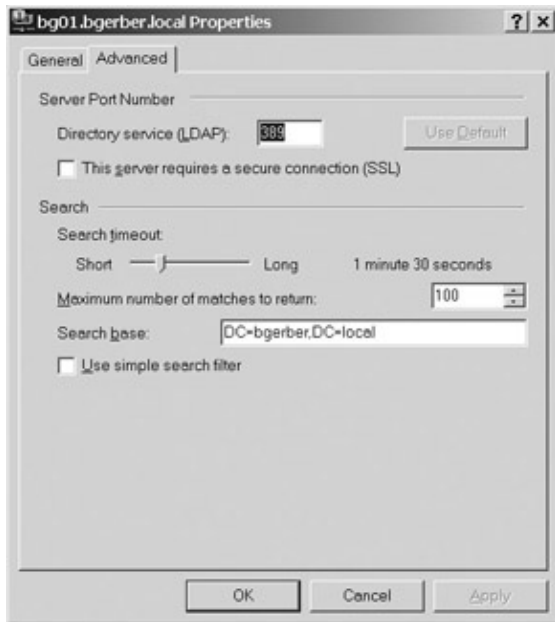 bg01.bgerber.local Properties
General Advanced
Server Port Number
Directory service (LDAP): 389 Use Default
This server requires a secure connection (SSL)
Search
Search timeout:
Short Long 1 minute 30 seconds
Maximum number of matches to return: 100
Search base: DC=bgerber,DC=local
Use simple search filter
OK Cancel Apply